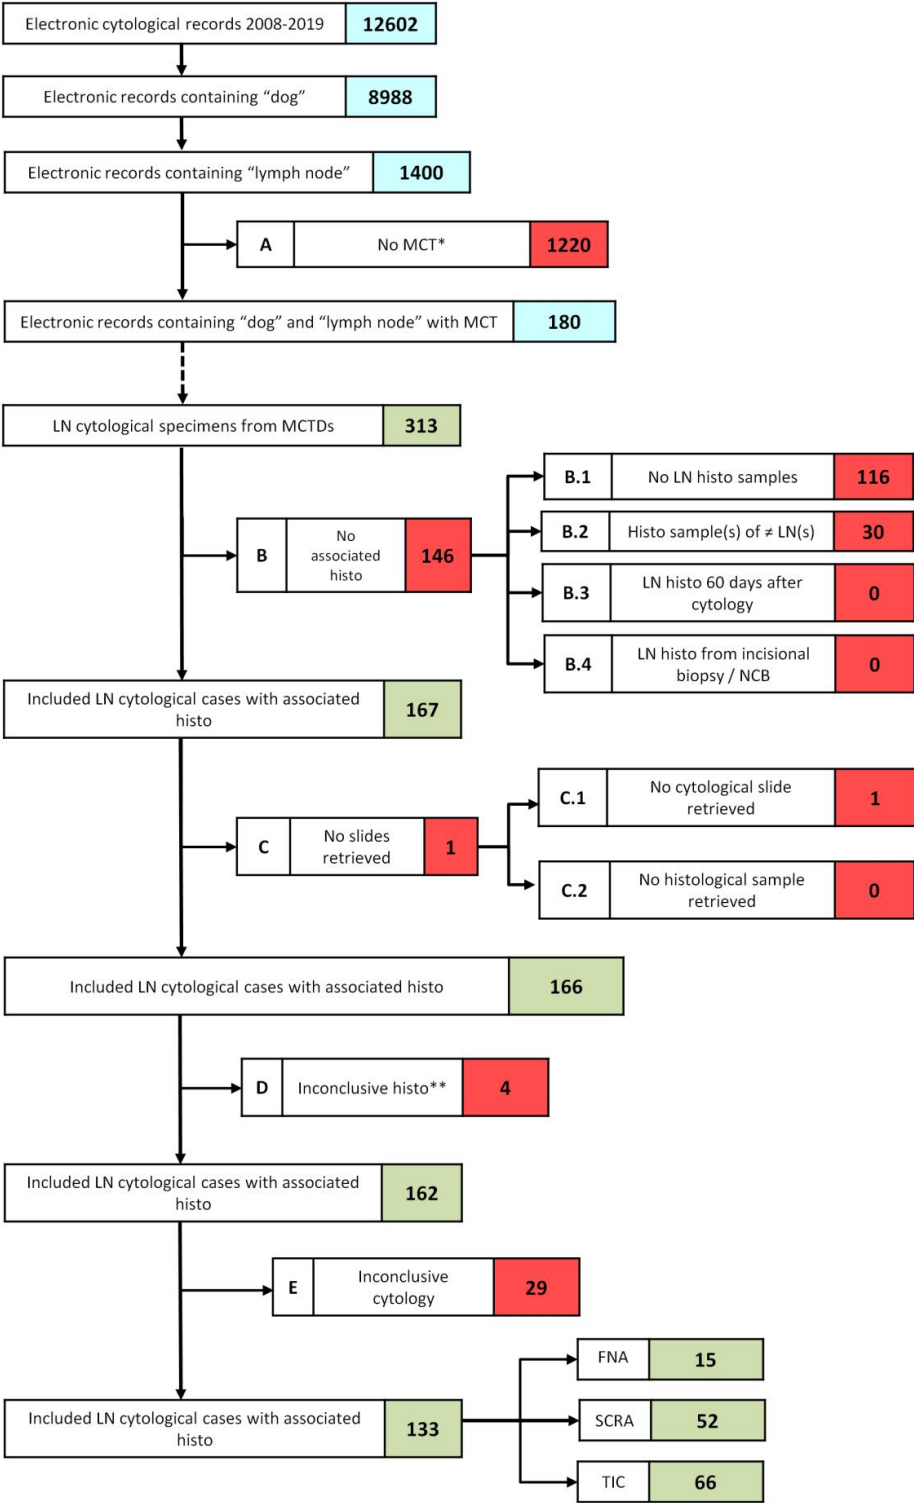 Electronic cytological records 2008-2019 12602
Electronic records containing “dog” 8988
Electronic records containing “lymph node” 1400
A No MCT* 1220
Electronic records containing “dog” and “lymph node” with MCT 180
LN cytological specimens from MCTDs 313
B No
associated
histo
146
B.1 No LN histo samples 116
B.2 Histo sample(s) of ≠ LN(s) 30
B.3 LN histo 60 days after
cytology
0
B.4 LN histo from incisional
biopsy / NCB
0
Included LN cytological cases with associated
histo
167
C No slides
retrieved
1
C.1 No cytological slide
retrieved
1
C.2 No histological sample
retrieved
0
Included LN cytological cases with associated histo 166
D Inconclusive histo** 4
Included LN cytological cases with associated
histo
162
E Inconclusive
cytology
29
Included LN cytological cases with associated
histo
133
FNA 15
SCRA 52
TIC 66